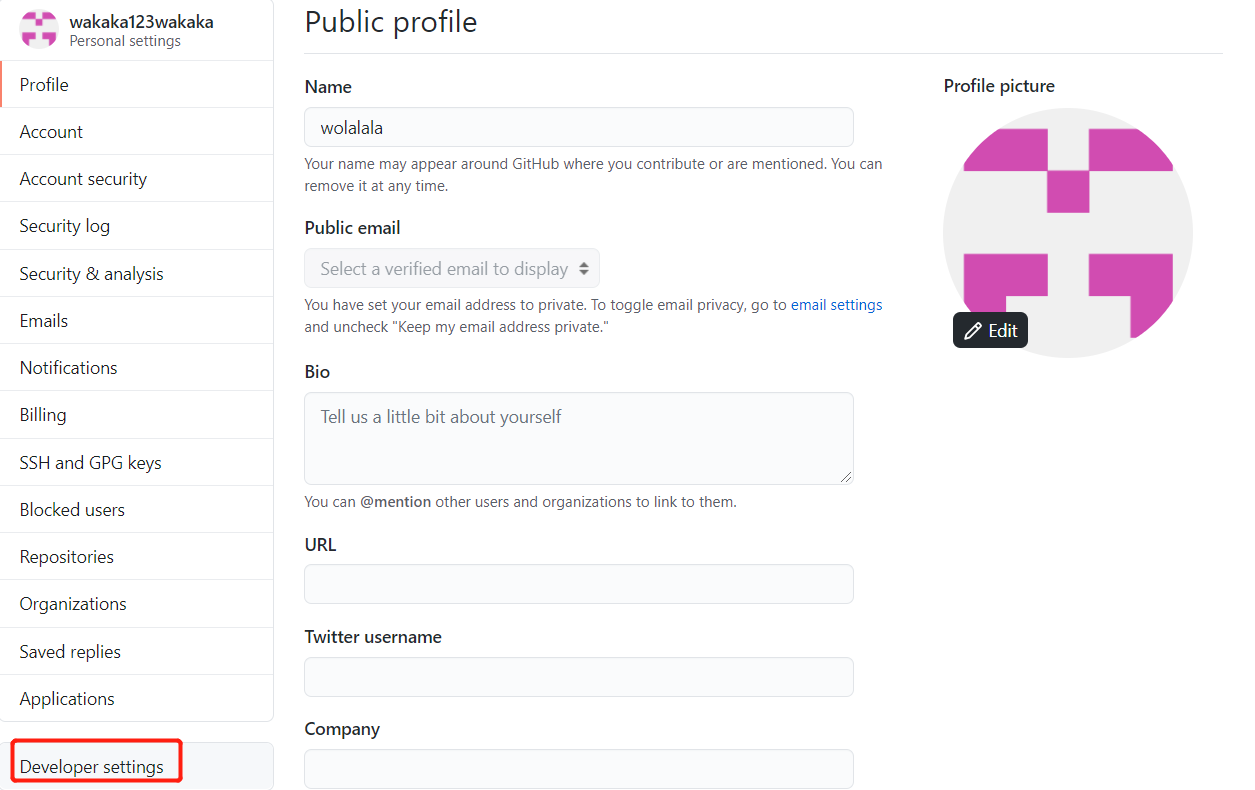 wakaka123wakaka
Personal settings
Profile
Account
Account security
Security log
Security & analysis
Emails
Notifications
Billing
SSH and GPG keys
Blocked users
Repositories
Organizations
Saved replies
Applications
Developer settings
Public profile
Name
wolalala
Your name may appear around GitHub where you contribute or are mentioned. You can
remove it at any time.
Public email
Select a verified email to display
You have set your email address to private. To toggle email privacy, go to email settings
and uncheck "Keep my email address private."
Bio
Tell us a little bit about yourself
You can @mention other users and organizations to link to them.
URL
Twitter username
Company
Profile picture
Edit